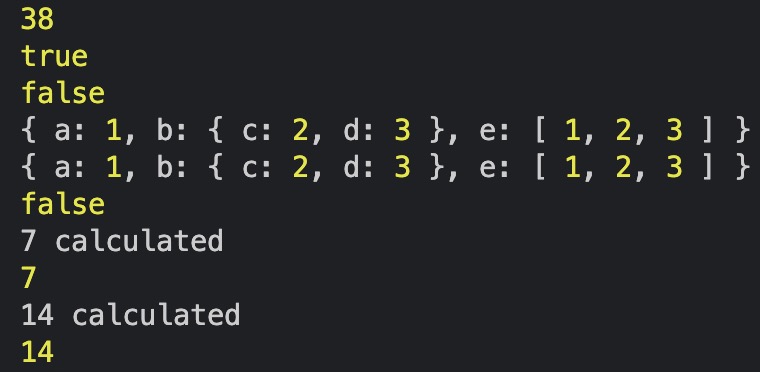 38
true
false
{ a: 1, b: { c: 2, d: 3 }, e: [ 1, 2, 3 ] }
{ a: 1, b: { c: 2, d: 3 }, e: [ 1, 2, 3 ] }
false
7 calculated
7
14 calculated
14